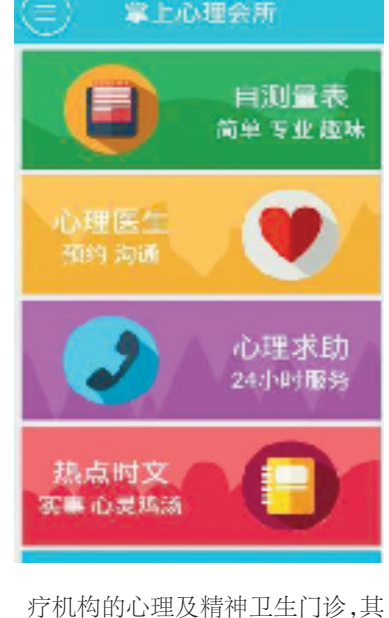 掌上心理会所
自测量表
简单 专业 趣味
心理医生
预约 沟通
心理求助
24小时服务
热点时文
实事 心灵鸡汤
疗机构的心理及精神卫生门诊,其